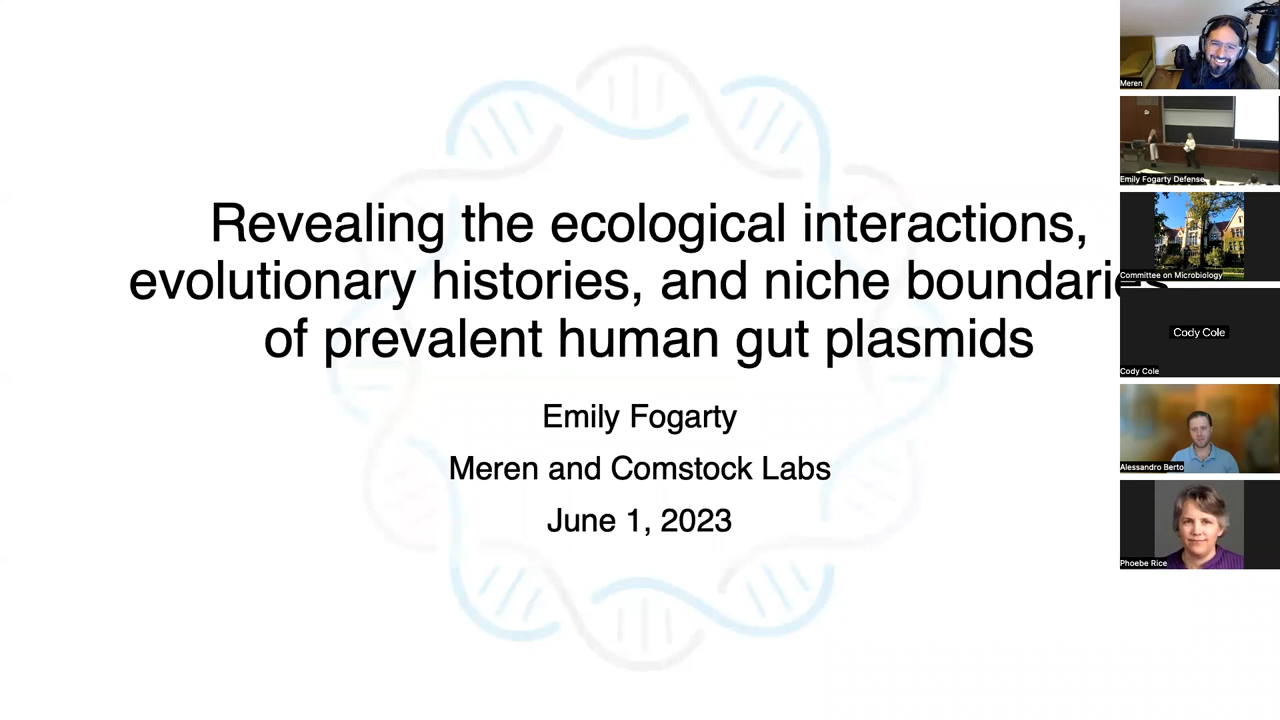 Revealing the ecological interactions,
evolutionary histories, and niche boundaries
of prevalent human gut plasmids
Emily Fogarty
Meren and Comstock Labs
June 1, 2023
Meren
Emily Fogarty Defense
Committee on Microbiology
Cody Cole
Cody Cole
Alessandro Berto
Phoebe Rice